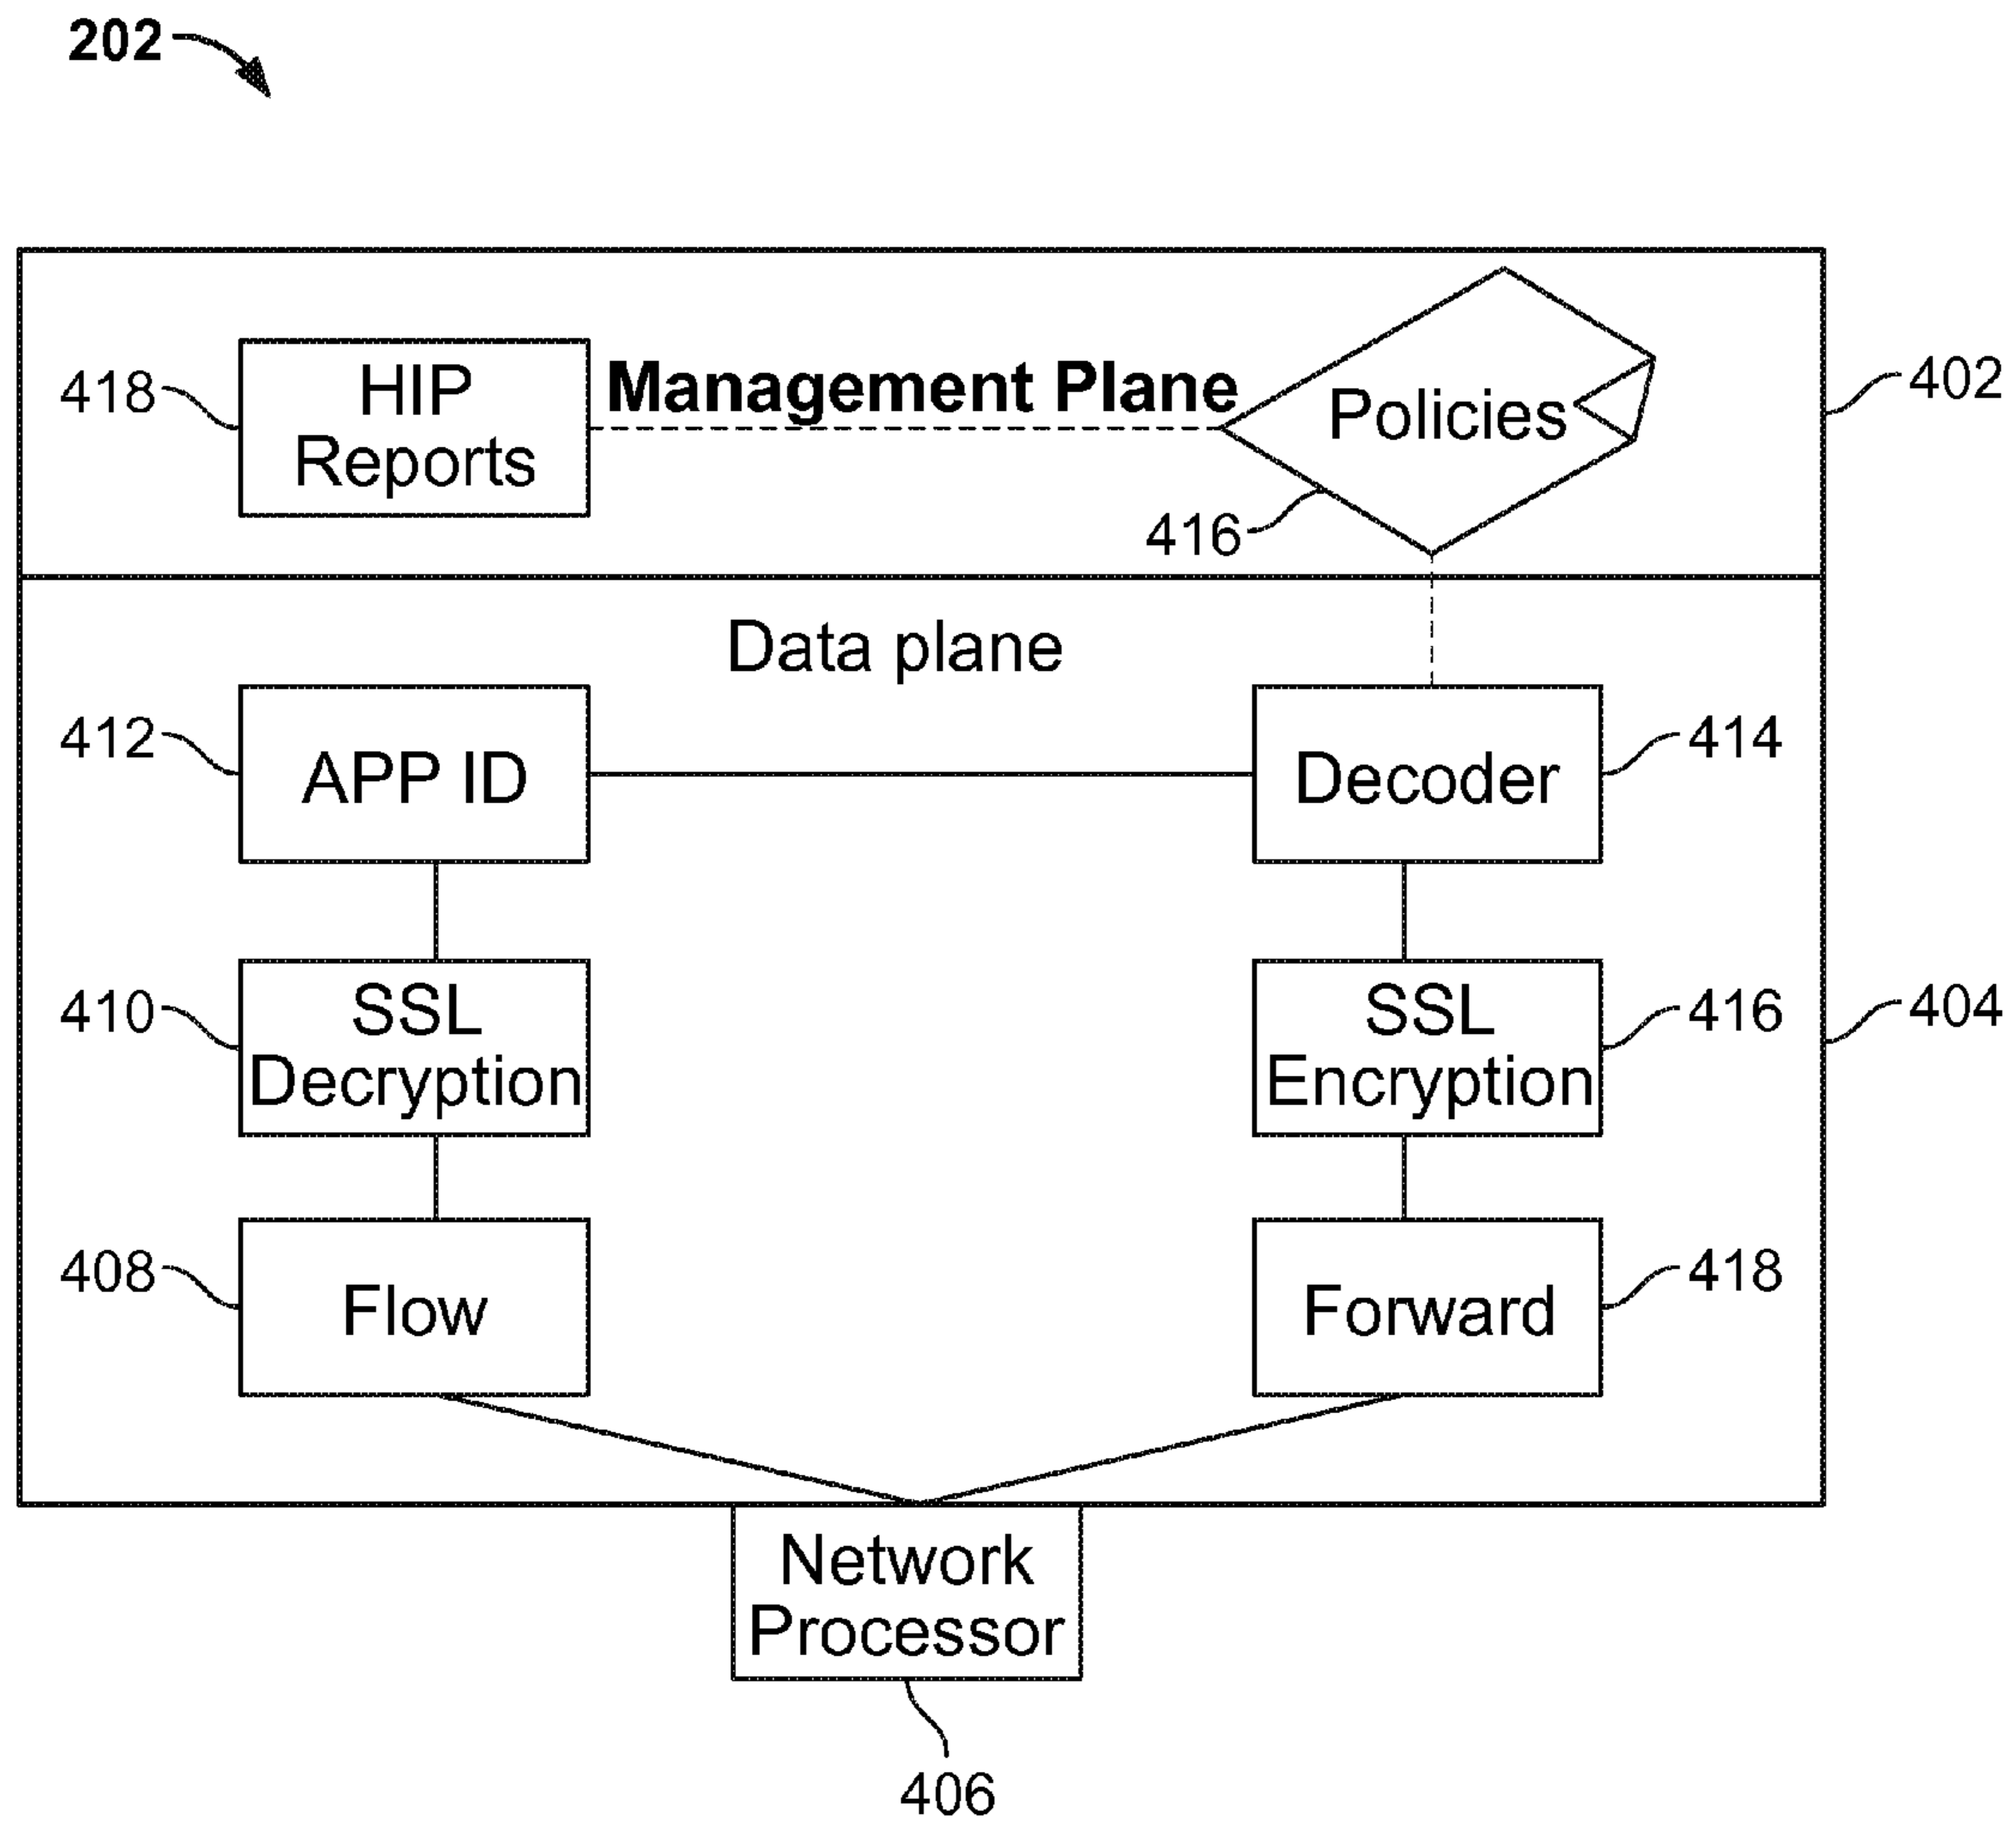 202
418
HIP
Reports
Management Plane
Policies
402
416
Data plane
412
APP ID
Decoder
414
410
SSL
Decryption
SSL
Encryption
416
404
408
Flow
Forward
418
Network
Processor
406